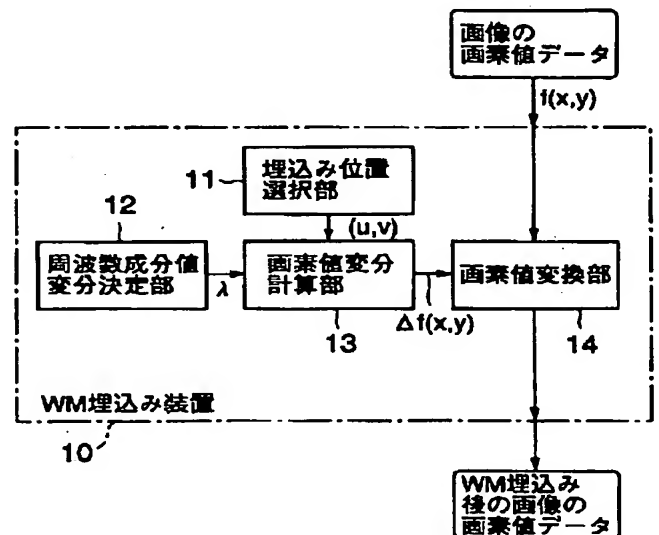 画像の
画素値データ
f(x,y)
11
埋込み位置
選択部
12
(u,v)
周波数成分値
変分決定部
λ
画素値変分
計算部
画素値変換部
13
Δf(x,y)
14
WM埋込み装置
10
WM埋込み
後の画像の
画素値データ